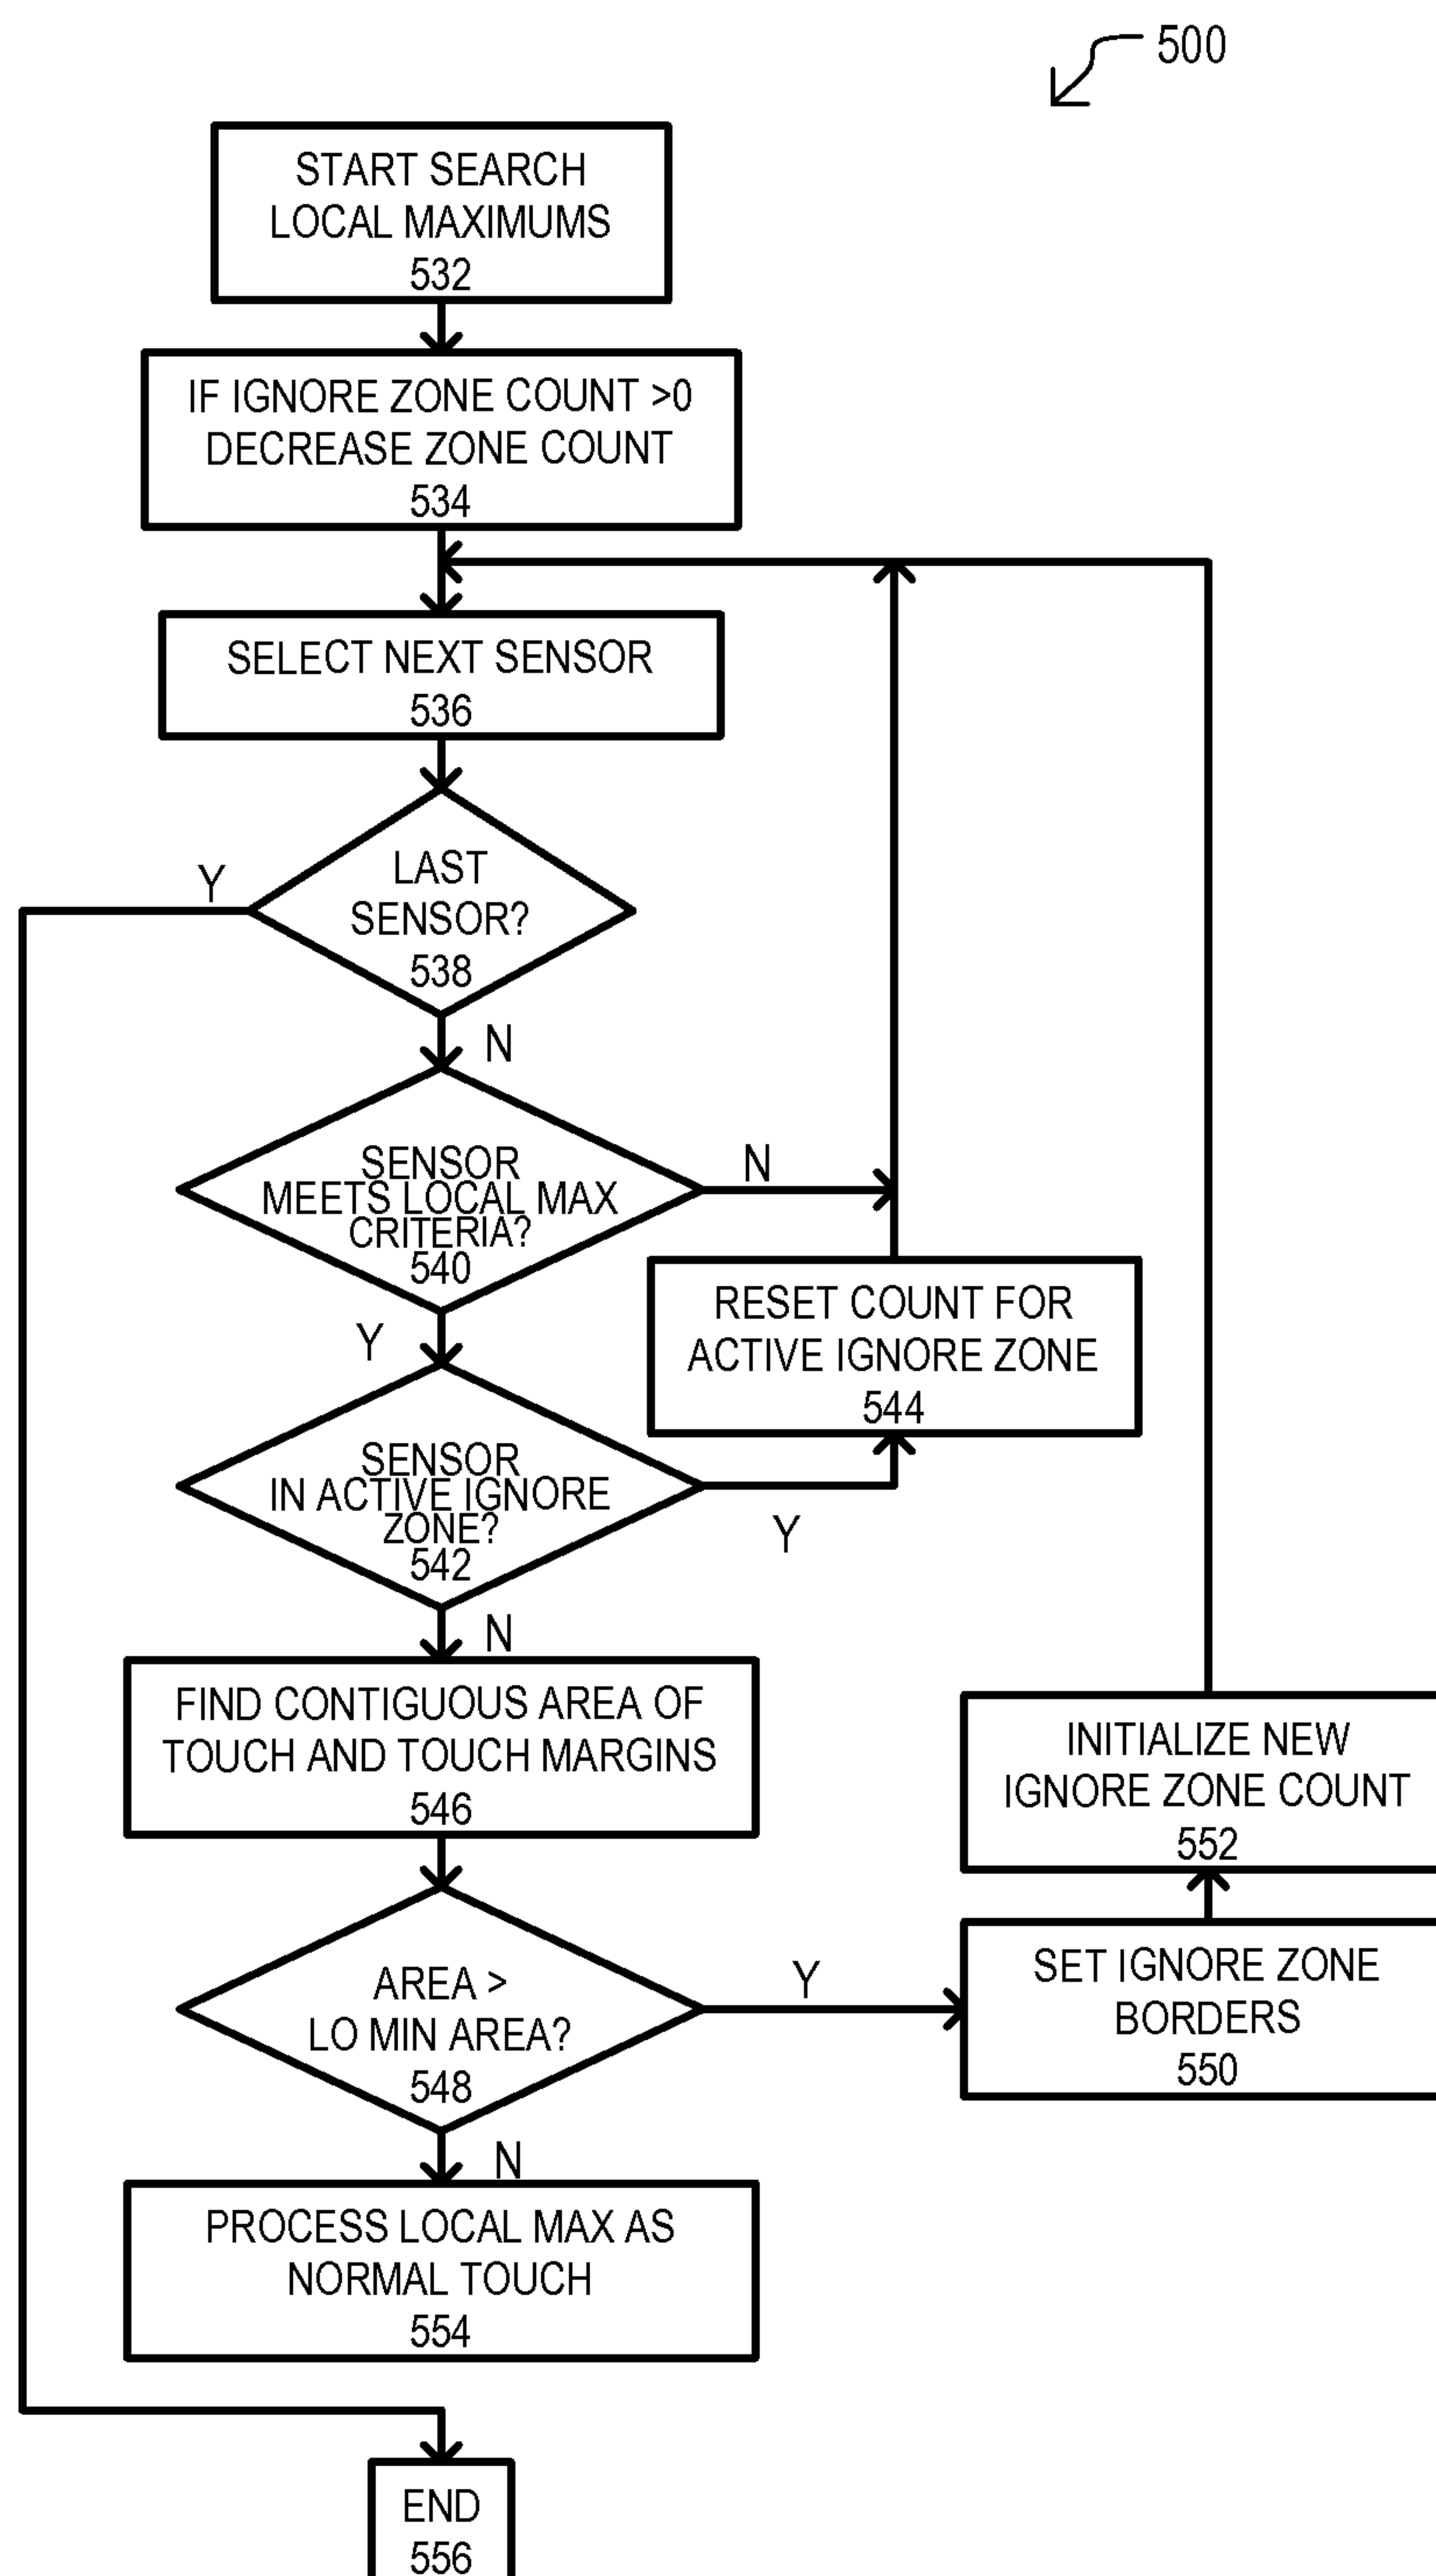 500
START SEARCH
LOCAL MAXIMUMS
532
IF IGNORE ZONE COUNT >0
DECREASE ZONE COUNT
534
SELECT NEXT SENSOR
536
Y
LAST
SENSOR?
538
N
SENSOR
MEETS LOCAL MAX
CRITERIA?
540
N
Y
RESET COUNT FOR
ACTIVE IGNORE ZONE
544
SENSOR
IN ACTIVE IGNORE
ZONE?
542
Y
N
FIND CONTIGUOUS AREA OF
TOUCH AND TOUCH MARGINS
546
INITIALIZE NEW
IGNORE ZONE COUNT
552
AREA >
LO MIN AREA?
548
Y
SET IGNORE ZONE
BORDERS
550
N
PROCESS LOCAL MAX AS
NORMAL TOUCH
554
END
556